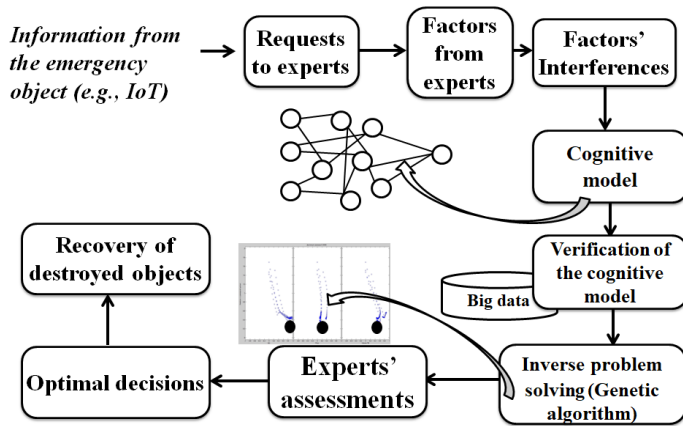 Information from
the emergency
object (e.g., IoT)
Requests
to experts
Factors
from
experts
Factors'
Interferences
Cognitive
model
Verification of
the cognitive
model
Big data
Inverse problem
solving (Genetic
algorithm)
Experts'
assessments
Optimal decisions
Recovery of
destroyed objects